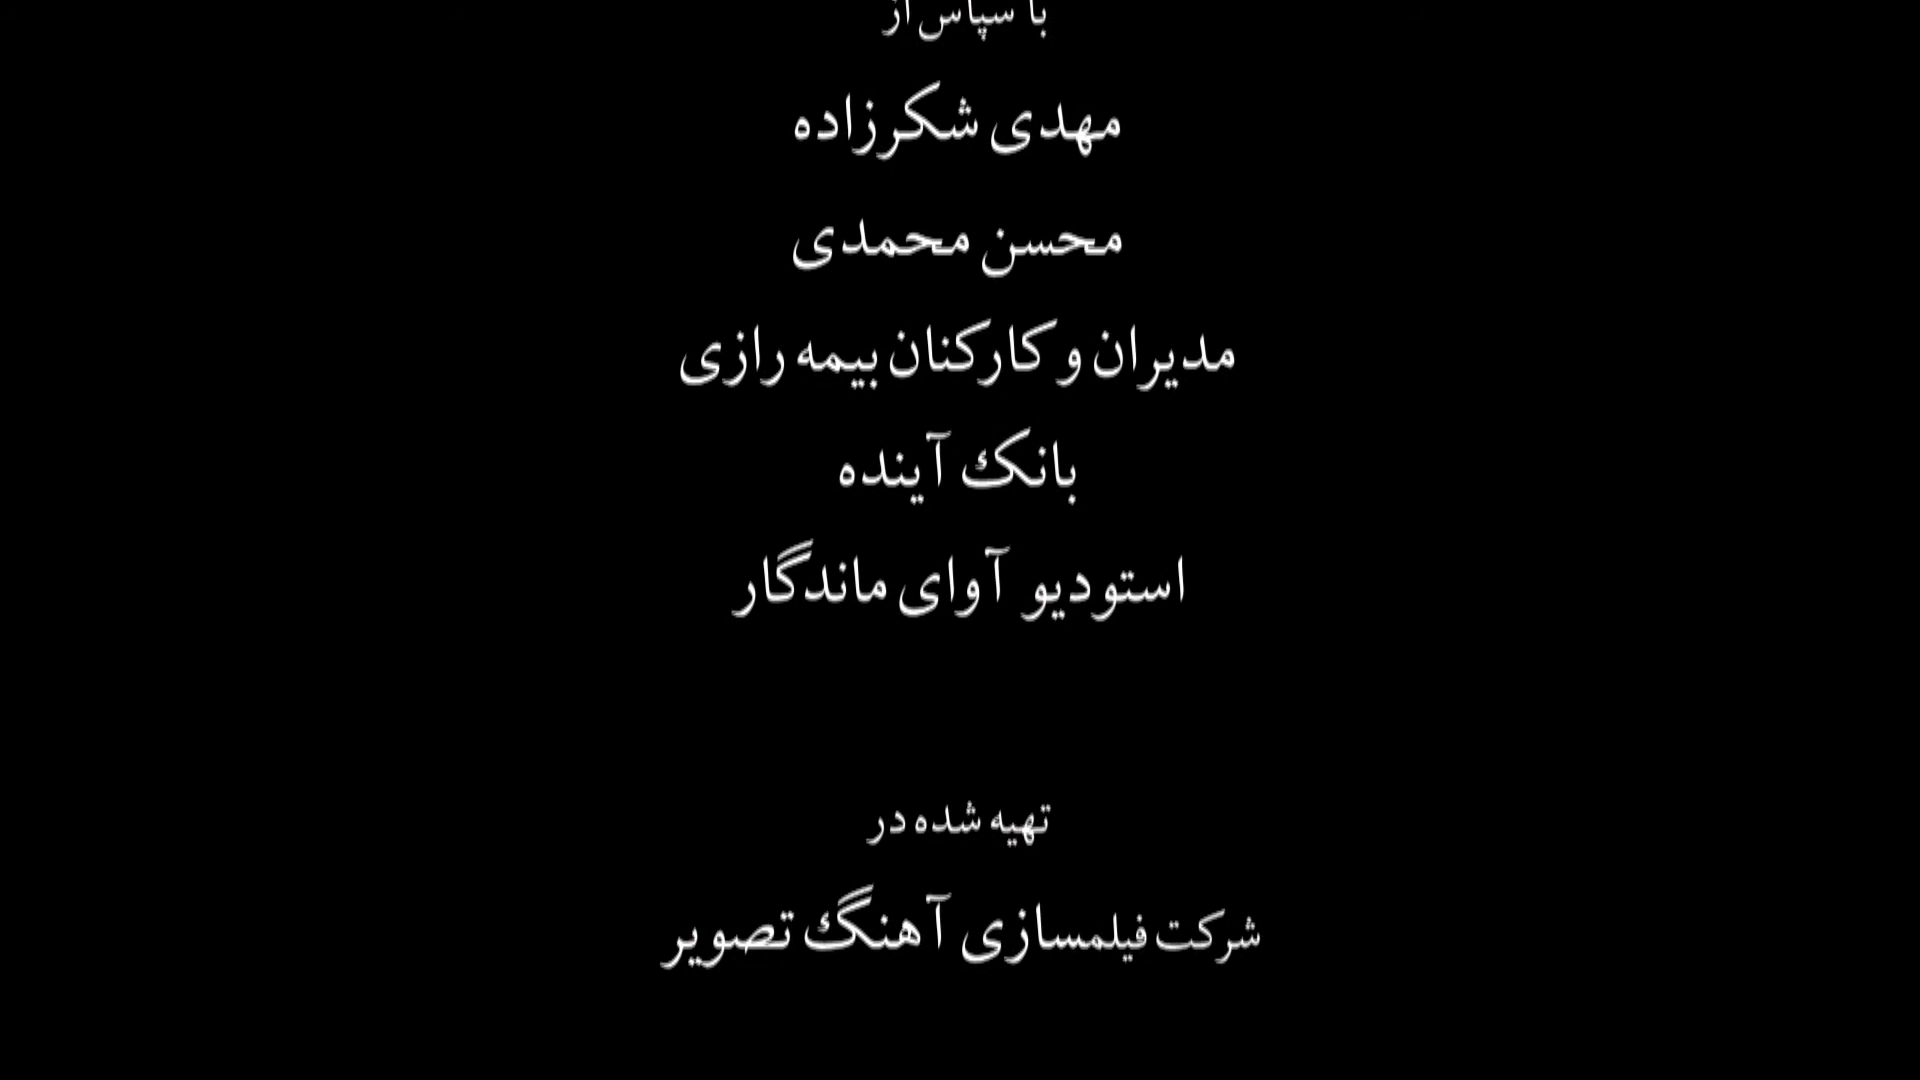 با سپاس از
مهدی شکرزاده
محسن محمدی
مدیران و کارکنان بیمه رازی
بانک آینده
استودیو آوای ماندگار
تهیه شده در
شرکت فیلمسازی آهنگ تصویر